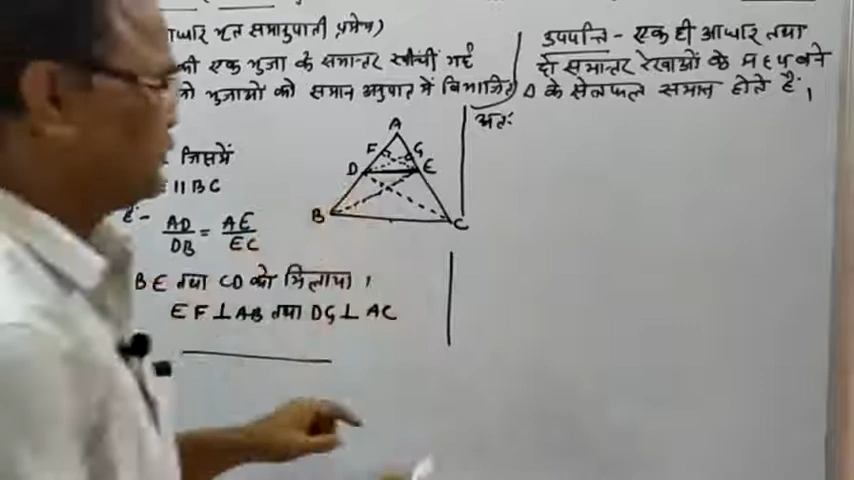 आधार भूत समानुपाती प्रमेय)
की एक भुजा के समान्तर खींची गई
भुजाओं को समान अनुपात में विभाजित
जिसमें
|| BC
AD/DB = AE/EC
BE तथा CD को मिलाया।
EF ⊥ AB तथा DG ⊥ AC
A
F G
D E
B C
उपपत्ति - एक ही आधार तथा
दो समान्तर रेखाओं के मध्य बने
Δ के क्षेत्रफल समान होते हैं।
अतः